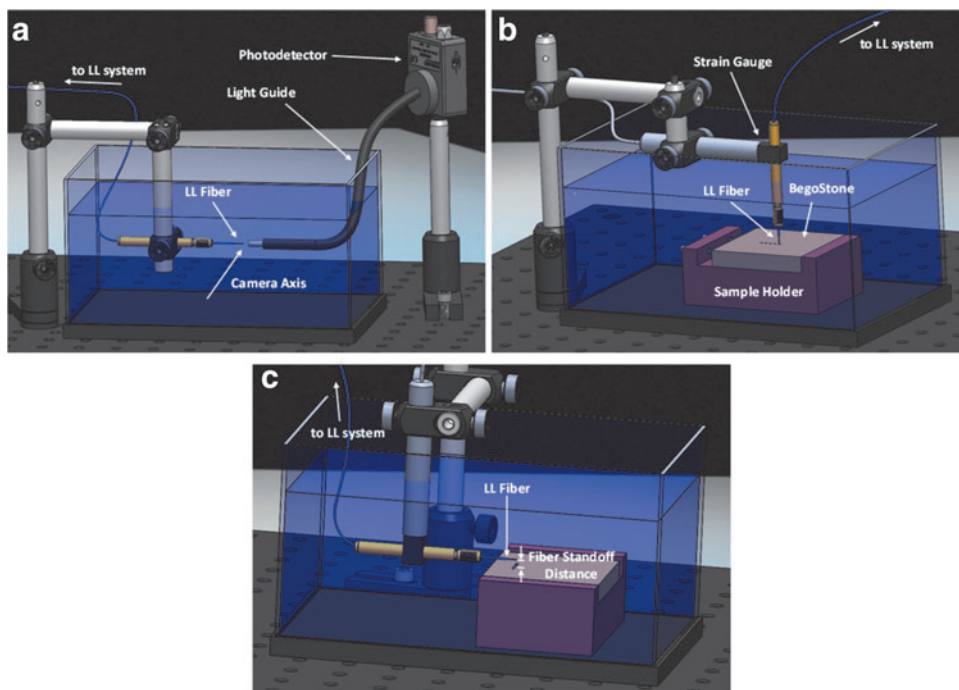 a
to LL system
Photodetector
Light Guide
LL Fiber
Camera Axis
b
to LL system
Strain Gauge
LL Fiber
BegoStone
Sample Holder
c
to LL system
LL Fiber
Fiber Standoff
Distance